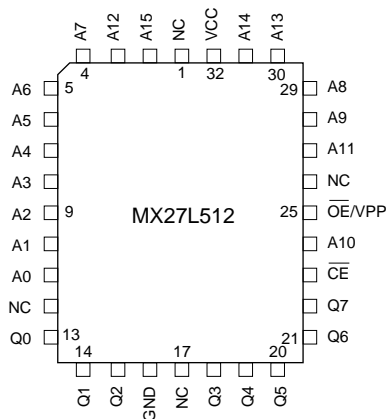 A7 A12 A15 NC VCC A14 A13
4 1 32 30
A6 5 29 A8
A5 A9
A4 A11
A3 NC
A2 9 MX27L512 25 O̅E̅/VPP
A1 A10
A0 C̅E̅
NC Q7
Q0 13 21 Q6
14 17 20
Q1 Q2 GND NC Q3 Q4 Q5